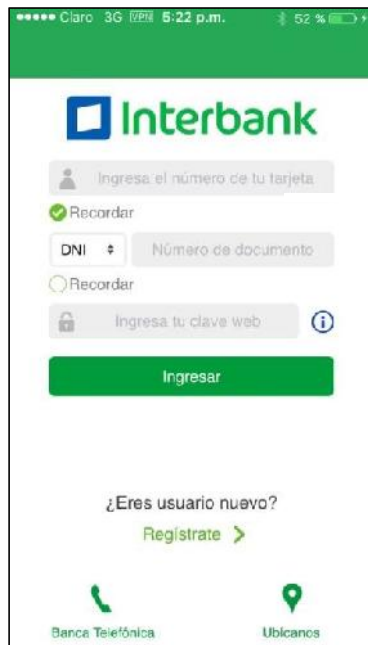 Claro 3G VPN 5:22 p.m. 52 %
Interbank
Ingresa el número de tu tarjeta
Recordar
DNI Número de documento
Recordar
Ingresa tu clave web
Ingresar
¿Eres usuario nuevo?
Regístrate
Banca Telefónica Ubícanos